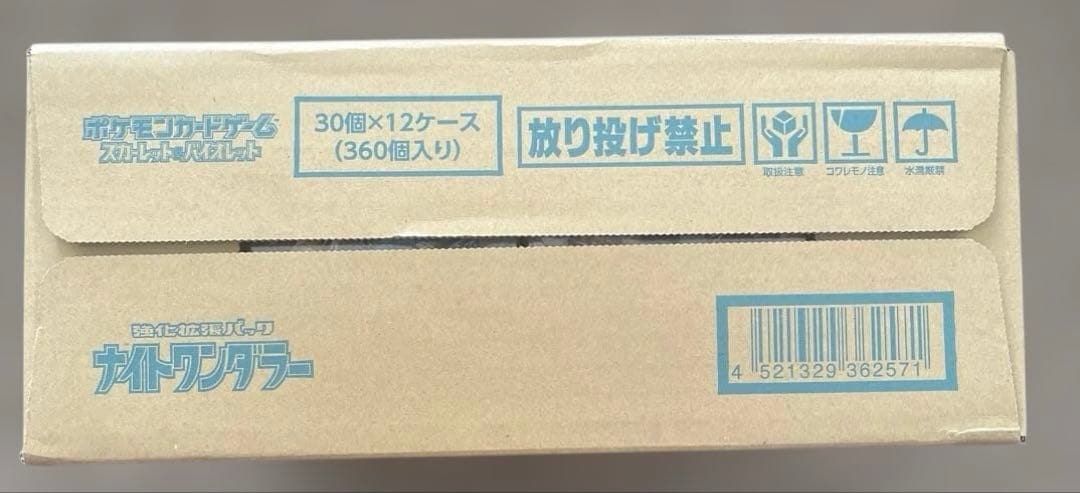 ポケモンカードゲーム
スカーレット&バイオレット
30個×12ケース
(360個入り)
放り投げ禁止
取扱注意
コワレモノ注意
水濡厳禁
強化拡張パック
ナイトワンダラー
4 521329 362571